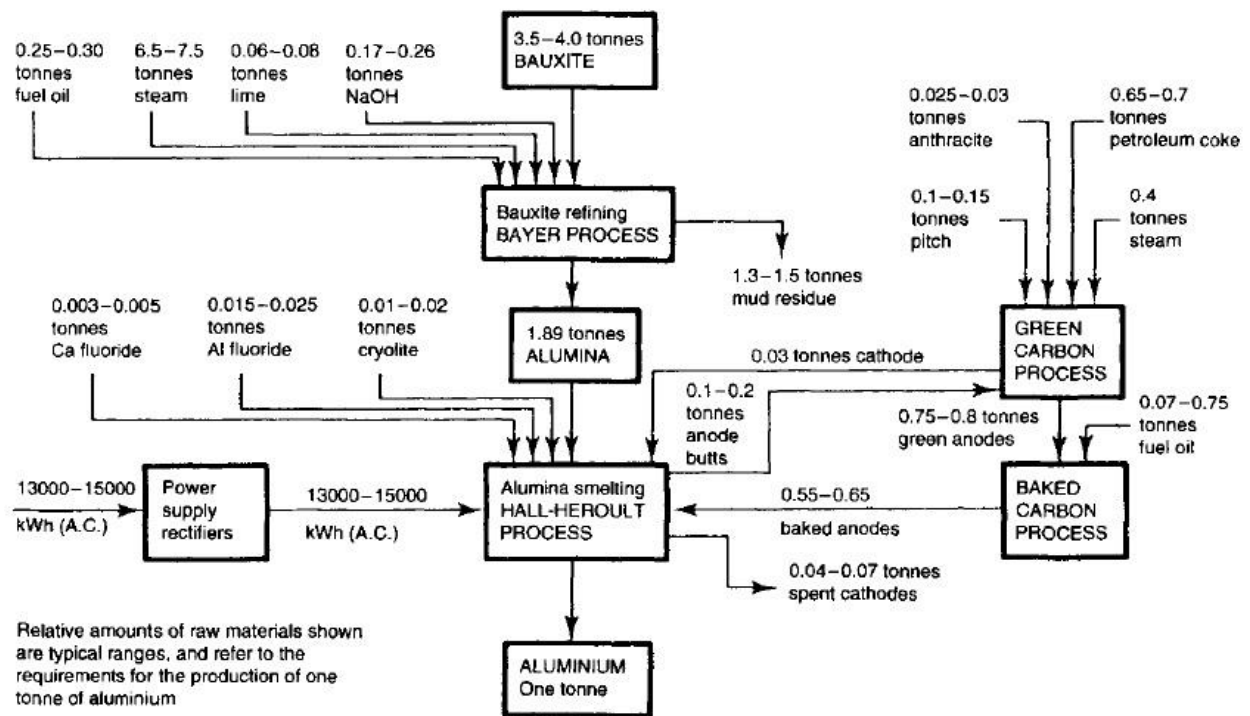 0.25–0.30
tonnes
fuel oil
6.5–7.5
tonnes
steam
0.06–0.08
tonnes
lime
0.17–0.26
tonnes
NaOH
3.5–4.0 tonnes
BAUXITE
0.025–0.03
tonnes
anthracite
0.65–0.7
tonnes
petroleum coke
0.1–0.15
tonnes
pitch
0.4
tonnes
steam
Bauxite refining
BAYER PROCESS
1.3–1.5 tonnes
mud residue
0.003–0.005
tonnes
Ca fluoride
0.015–0.025
tonnes
Al fluoride
0.01–0.02
tonnes
cryolite
1.89 tonnes
ALUMINA
GREEN
CARBON
PROCESS
0.03 tonnes cathode
0.1–0.2
tonnes
anode
butts
0.75–0.8 tonnes
green anodes
0.07–0.75
tonnes
fuel oil
13000–15000
kWh (A.C.)
Power
supply
rectifiers
13000–15000
kWh (A.C.)
Alumina smelting
HALL-HEROULT
PROCESS
0.55–0.65
baked anodes
BAKED
CARBON
PROCESS
0.04–0.07 tonnes
spent cathodes
Relative amounts of raw materials shown
are typical ranges, and refer to the
requirements for the production of one
tonne of aluminium
ALUMINIUM
One tonne